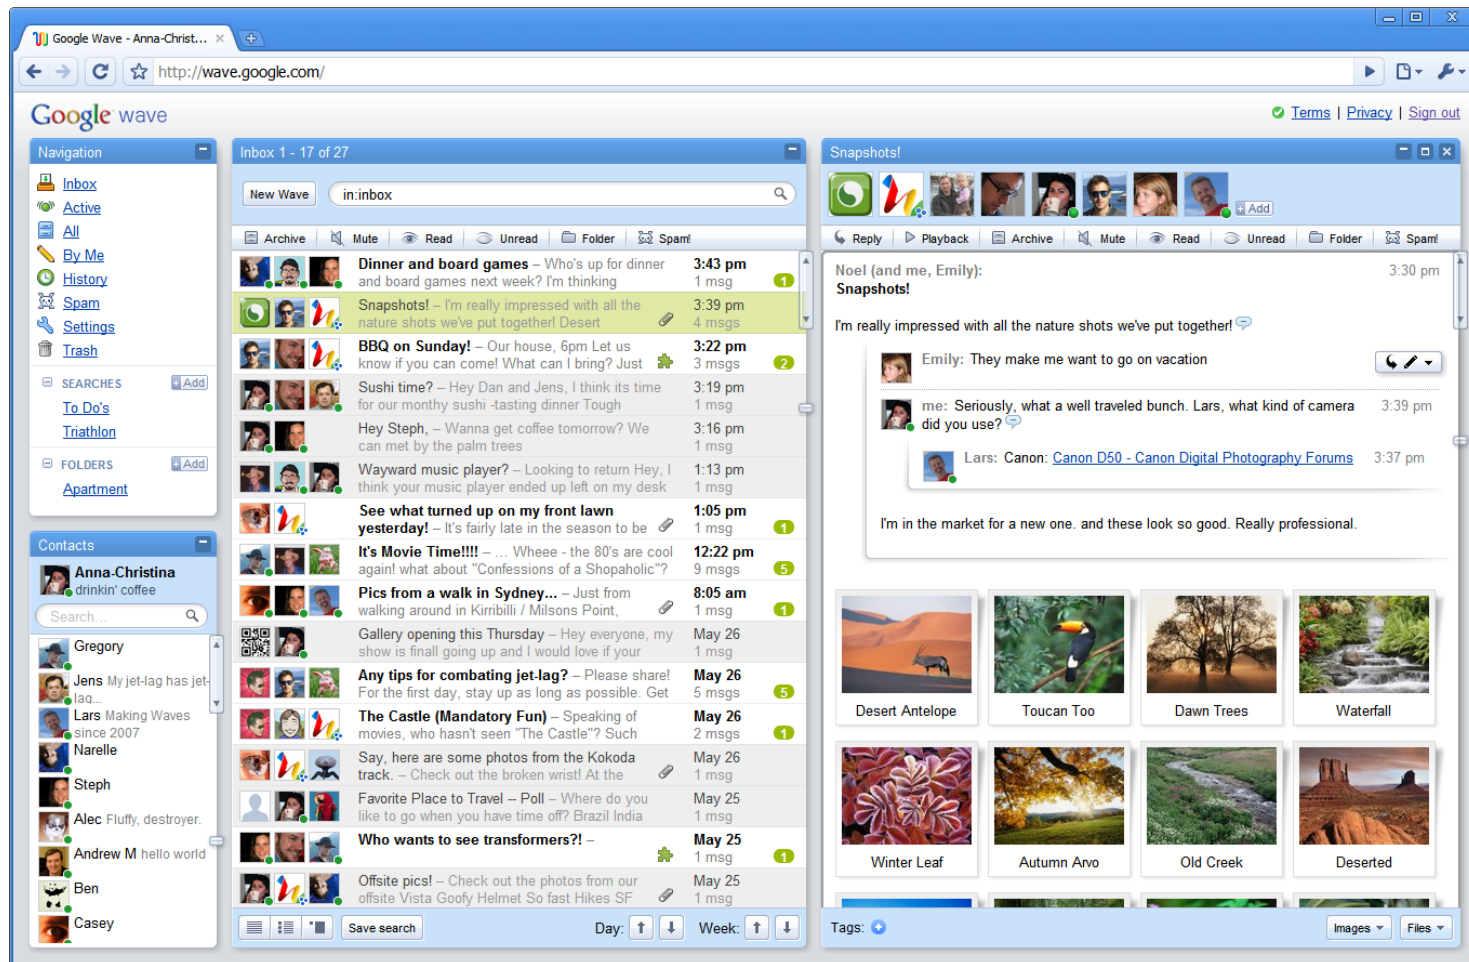 Google Wave - Anna-Christ...
http://wave.google.com/
Google wave
Terms | Privacy | Sign out
Navigation
Inbox
Active
All
By Me
History
Spam
Settings
Trash
SEARCHES
Add
To Do's
Triathlon
FOLDERS
Add
Apartment
Contacts
Anna-Christina
drinkin' coffee
Search...
Gregory
Jens My jet-lag has jet-
lag...
Lars Making Waves
since 2007
Narelle
Steph
Alec Fluffy, destroyer.
Andrew M hello world
Ben
Casey
Inbox 1 - 17 of 27
New Wave
in:inbox
Archive Mute Read Unread Folder Spam!
Dinner and board games – Who's up for dinner 3:43 pm
and board games next week? I'm thinking 1 msg 1
Snapshots! – I'm really impressed with all the 3:39 pm
nature shots we've put together! Desert 4 msgs
BBQ on Sunday! – Our house, 6pm Let us 3:22 pm
know if you can come! What can I bring? Just 3 msgs 2
Sushi time? – Hey Dan and Jens, I think its time 3:19 pm
for our monthy sushi -tasting dinner Tough 1 msg
Hey Steph, – Wanna get coffee tomorrow? We 3:16 pm
can met by the palm trees 1 msg
Wayward music player? – Looking to return Hey, I 1:13 pm
think your music player ended up left on my desk 1 msg
See what turned up on my front lawn 1:05 pm
yesterday! – It's fairly late in the season to be 1 msg 1
It's Movie Time!!!! – ... Wheee - the 80's are cool 12:22 pm
again! what about "Confessions of a Shopaholic"? 9 msgs 5
Pics from a walk in Sydney... – Just from 8:05 am
walking around in Kirribilli / Milsons Point, 1 msg 1
Gallery opening this Thursday – Hey everyone, my May 26
show is finall going up and I would love if your 1 msg
Any tips for combating jet-lag? – Please share! May 26
For the first day, stay up as long as possible. Get 5 msgs 5
The Castle (Mandatory Fun) – Speaking of May 26
movies, who hasn't seen "The Castle"? Such 2 msgs 1
Say, here are some photos from the Kokoda May 26
track. – Check out the broken wrist! At the 1 msg
Favorite Place to Travel -- Poll – Where do you May 25
like to go when you have time off? Brazil India 1 msg
Who wants to see transformers?! – May 25
1 msg 1
Offsite pics! – Check out the photos from our May 25
offsite Vista Goofy Helmet So fast Hikes SF 1 msg
Save search
Day: Week:
Snapshots!
Add
Reply Playback Archive Mute Read Unread Folder Spam!
Noel (and me, Emily): 3:30 pm
Snapshots!
I'm really impressed with all the nature shots we've put together!
Emily: They make me want to go on vacation
me: Seriously, what a well traveled bunch. Lars, what kind of camera 3:39 pm
did you use?
Lars: Canon: Canon D50 - Canon Digital Photography Forums 3:37 pm
I'm in the market for a new one. and these look so good. Really professional.
Desert Antelope Toucan Too Dawn Trees Waterfall
Winter Leaf Autumn Arvo Old Creek Deserted
Tags:
Images Files